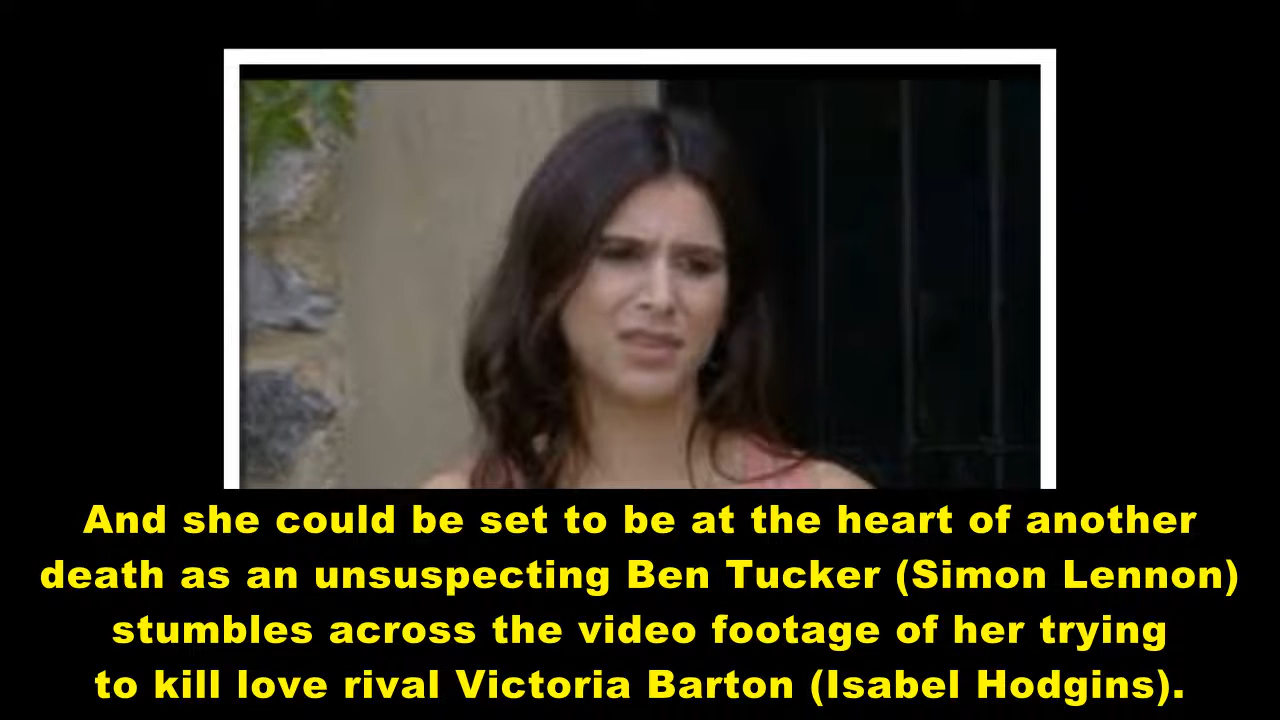 And she could be set to be at the heart of another
death as an unsuspecting Ben Tucker (Simon Lennon)
stumbles across the video footage of her trying
to kill love rival Victoria Barton (Isabel Hodgins).